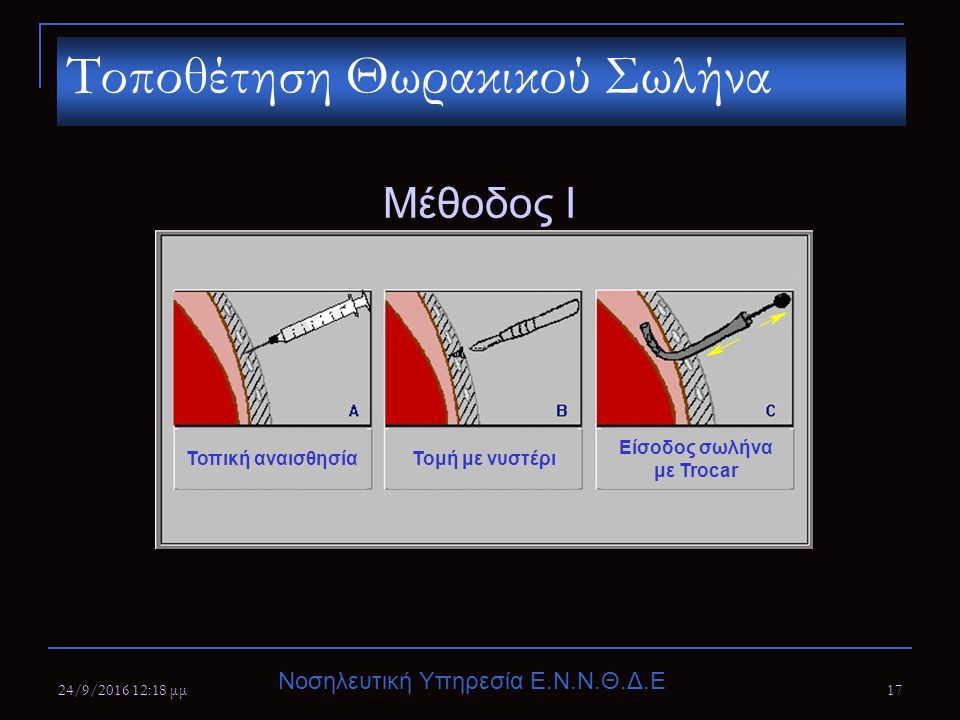 Τοποθέτηση Θωρακικού Σωλήνα
Μέθοδος Ι
A
B
C
Τοπική αναισθησία
Τομή με νυστέρι
Είσοδος σωλήνα
με Trocar
24/9/2016 12:18 μμ
Νοσηλευτική Υπηρεσία Ε.Ν.Ν.Θ.Δ.Ε
17